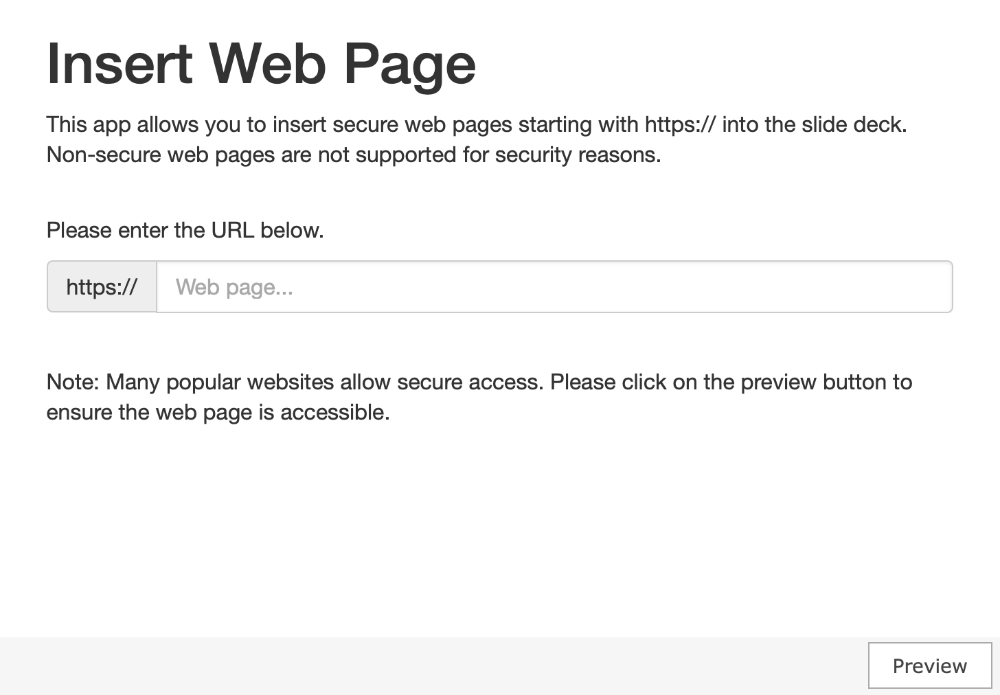 Insert Web Page
This app allows you to insert secure web pages starting with https:// into the slide deck.
Non-secure web pages are not supported for security reasons.
Please enter the URL below.
https:// Web page...
Note: Many popular websites allow secure access. Please click on the preview button to
ensure the web page is accessible.
Preview